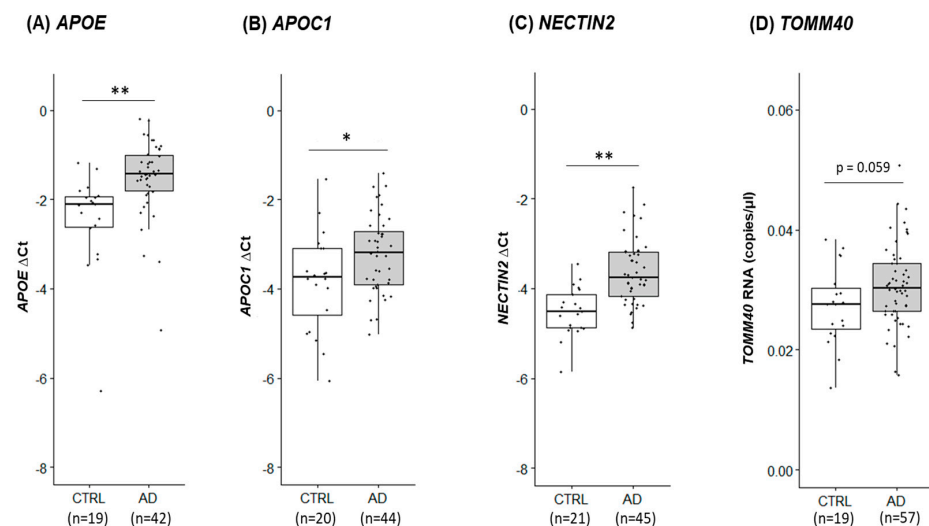 (A) APOE
(B) APOC1
(C) NECTIN2
(D) TOMM40
**
0
-2
-4
-6
-8
APOE ΔCt
CTRL
AD
(n=19)
(n=42)
*
0
-2
-4
-6
-8
APOC1 ΔCt
CTRL
AD
(n=20)
(n=44)
**
0
-2
-4
-6
-8
NECTIN2 ΔCt
CTRL
AD
(n=21)
(n=45)
p = 0.059
0.06
0.04
0.02
0.00
TOMM40 RNA (copies/µl)
CTRL
AD
(n=19)
(n=57)